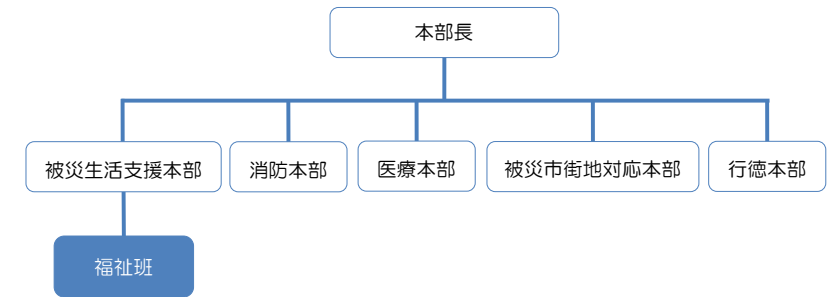 本部長
被災生活支援本部
消防本部
医療本部
被災市街地対応本部
行徳本部
福祉班